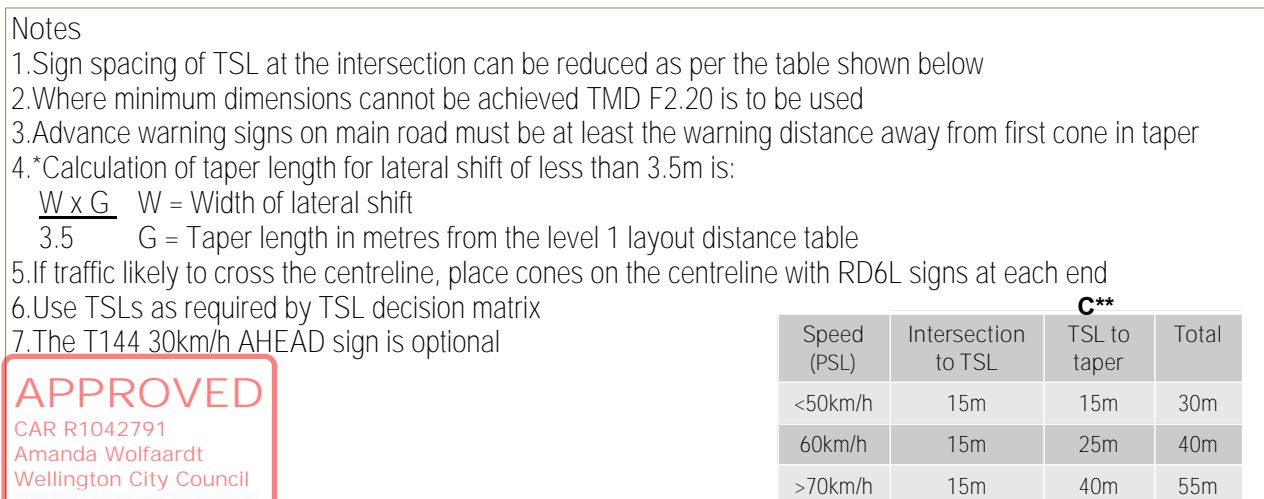 Notes
1.Sign spacing of TSL at the intersection can be reduced as per the table shown below
2.Where minimum dimensions cannot be achieved TMD F2.20 is to be used
3.Advance warning signs on main road must be at least the warning distance away from first cone in taper
4.*Calculation of taper length for lateral shift of less than 3.5m is:
W x G W = Width of lateral shift
3.5 G = Taper length in metres from the level 1 layout distance table
5.If traffic likely to cross the centreline, place cones on the centreline with RD6L signs at each end
6.Use TSLs as required by TSL decision matrix
7.The T144 30km/h AHEAD sign is optional
APPROVED
CAR R1042791
Amanda Wolfaardt
Wellington City Council
C**
Speed Intersection TSL to Total
(PSL) to TSL taper
<50km/h 15m 15m 30m
60km/h 15m 25m 40m
>70km/h 15m 40m 55m